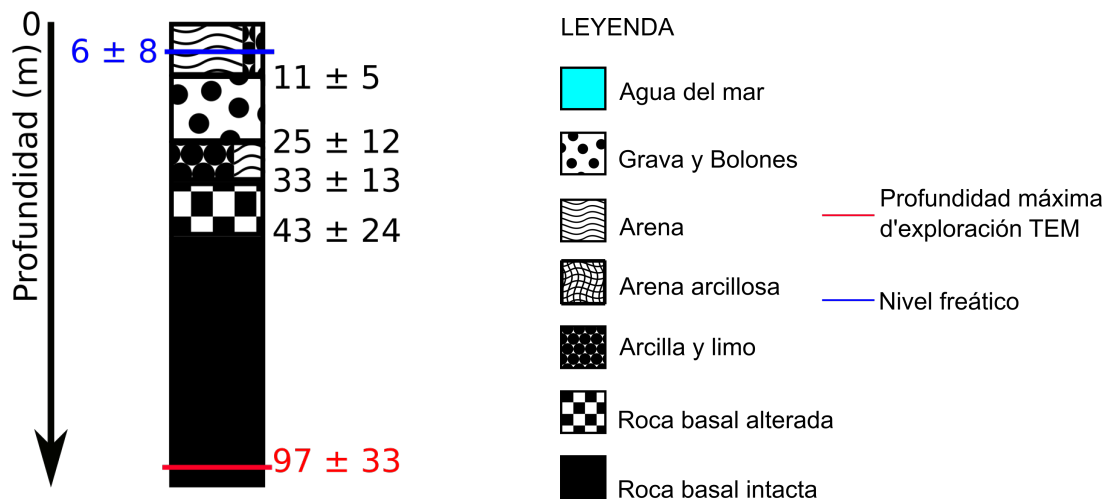 0
Profundidad (m)
6 ± 8
11 ± 5
25 ± 12
33 ± 13
43 ± 24
97 ± 33
LEYENDA
Agua del mar
Grava y Bolones
Arena
Arena arcillosa
Arcilla y limo
Roca basal alterada
Roca basal intacta
Profundidad máxima
d'exploración TEM
Nivel freático